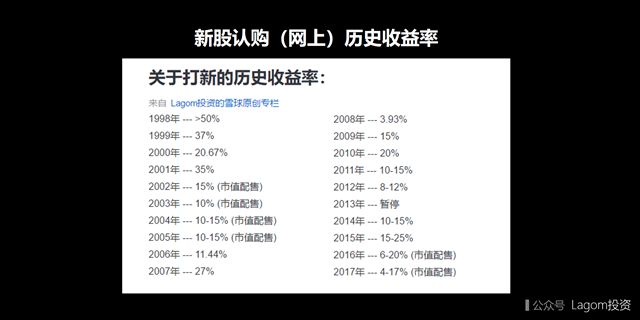 新股认购（网上）历史收益率
关于打新的历史收益率：
来自 Lagom投资的雪球原创专栏
1998年 --- >50%
1999年 --- 37%
2000年 --- 20.67%
2001年 --- 35%
2002年 --- 15% (市值配售)
2003年 --- 10% (市值配售)
2004年 --- 10-15% (市值配售)
2005年 --- 10-15% (市值配售)
2006年 --- 11.44%
2007年 --- 27%
2008年 --- 3.93%
2009年 --- 15%
2010年 --- 20%
2011年 --- 10-15%
2012年 --- 8-12%
2013年 --- 暂停
2014年 --- 10-15%
2015年 --- 15-25%
2016年 --- 6-20% (市值配售)
2017年 --- 4-17% (市值配售)
公众号 Lagom投资